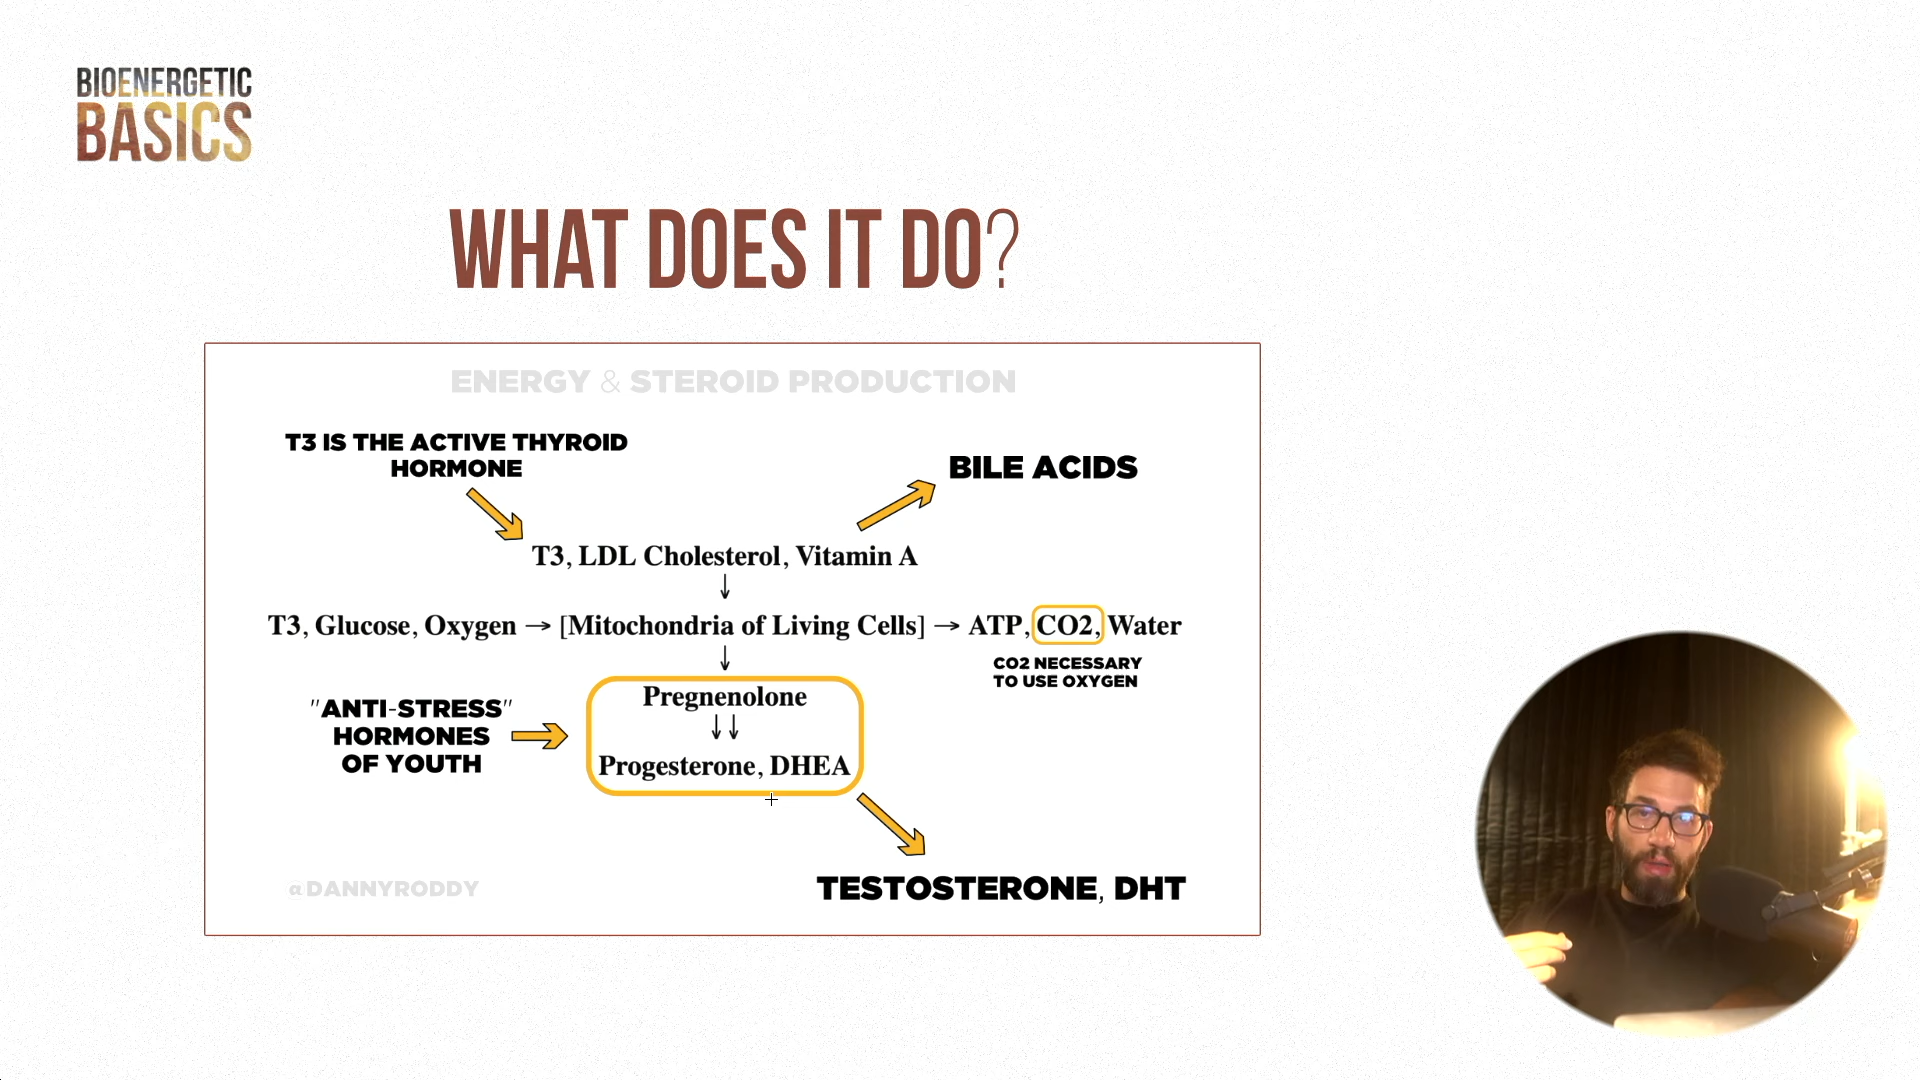 BIOENERGETIC
BASICS
WHAT DOES IT DO?
ENERGY & STEROID PRODUCTION
T3 IS THE ACTIVE THYROID
HORMONE
BILE ACIDS
T3, LDL Cholesterol, Vitamin A
↓
T3, Glucose, Oxygen → [Mitochondria of Living Cells] → ATP, CO2, Water
↓
CO2 NECESSARY
TO USE OXYGEN
"ANTI-STRESS"
HORMONES
OF YOUTH
Pregnenolone
↓↓
Progesterone, DHEA
TESTOSTERONE, DHT
@DANNYRODDY